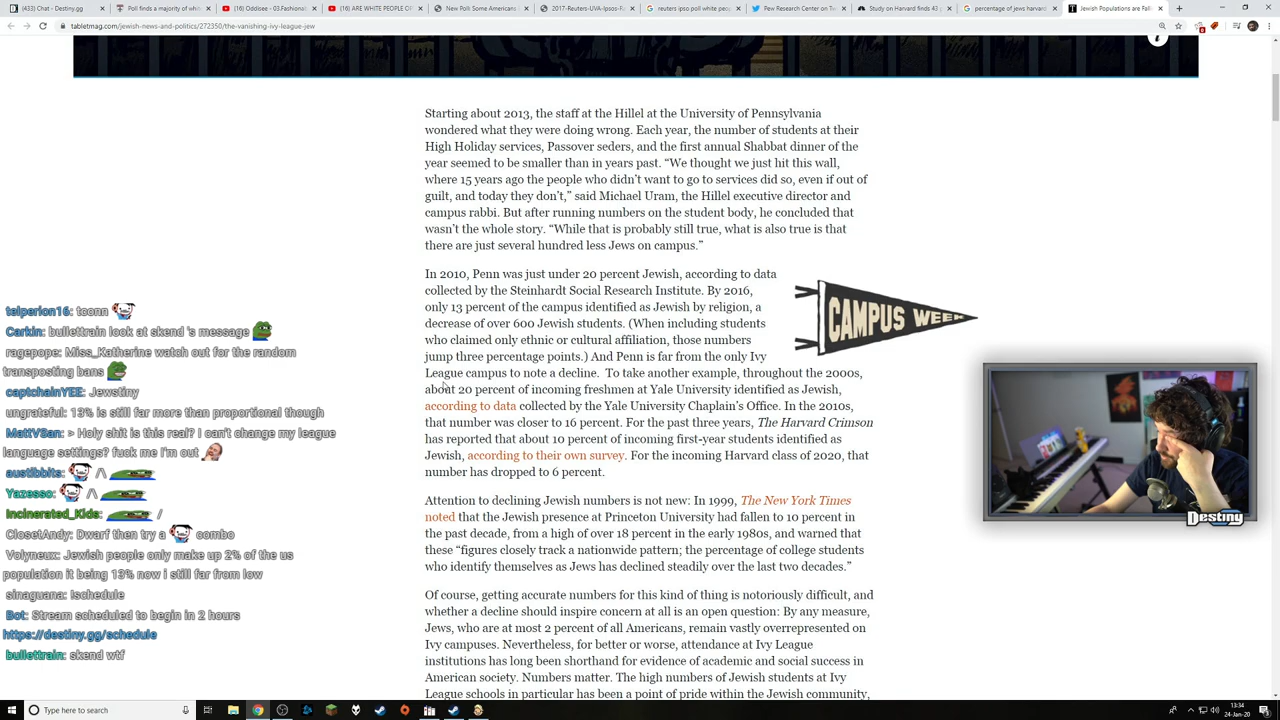 (433) Chat - Destiny.gg
Poll finds a majority of whi
(16) Oddisee - 03.Fashional
(16) ARE WHITE PEOPLE O
New Poll: Some Americans
2017-Reuters-UVA-Ipsos-Ra
reuters ipso poll white peo
Pew Research Center on Tw
Study on Harvard finds 43 p
percentage of jews harvard
Jewish Populations are Falli
tabletmag.com/jewish-news-and-politics/272350/the-vanishing-ivy-league-jew
Starting about 2013, the staff at the Hillel at the University of Pennsylvania
wondered what they were doing wrong. Each year, the number of students at their
High Holiday services, Passover seders, and the first annual Shabbat dinner of the
year seemed to be smaller than in years past. “We thought we just hit this wall,
where 15 years ago the people who didn’t want to go to services did so, even if out of
guilt, and today they don’t,” said Michael Uram, the Hillel executive director and
campus rabbi. But after running numbers on the student body, he concluded that
wasn’t the whole story. “While that is probably still true, what is also true is that
there are just several hundred less Jews on campus.”
In 2010, Penn was just under 20 percent Jewish, according to data
collected by the Steinhardt Social Research Institute. By 2016,
only 13 percent of the campus identified as Jewish by religion, a
decrease of over 600 Jewish students. (When including students
who claimed only ethnic or cultural affiliation, those numbers
jump three percentage points.) And Penn is far from the only Ivy
League campus to note a decline. To take another example, throughout the 2000s,
about 20 percent of incoming freshmen at Yale University identified as Jewish,
according to data collected by the Yale University Chaplain’s Office. In the 2010s,
that number was closer to 16 percent. For the past three years, The Harvard Crimson
has reported that about 10 percent of incoming first-year students identified as
Jewish, according to their own survey. For the incoming Harvard class of 2020, that
number has dropped to 6 percent.
CAMPUS WEEK
Attention to declining Jewish numbers is not new: In 1999, The New York Times
noted that the Jewish presence at Princeton University had fallen to 10 percent in
the past decade, from a high of over 18 percent in the early 1980s, and warned that
these “figures closely track a nationwide pattern; the percentage of college students
who identify themselves as Jews has declined steadily over the last two decades.”
Of course, getting accurate numbers for this kind of thing is notoriously difficult, and
whether a decline should inspire concern at all is an open question: By any measure,
Jews, who are at most 2 percent of all Americans, remain vastly overrepresented on
Ivy campuses. Nevertheless, for better or worse, attendance at Ivy League
institutions has long been shorthand for evidence of academic and social success in
American society. Numbers matter. The high numbers of Jewish students at Ivy
League schools in particular has been a point of pride within the Jewish community,
teiperion16: tconn
Carkin: bullettrain look at skend 's message
ragepope: Miss_Katherine watch out for the random
transposting bans
captchainYEE: Jewstiny
ungrateful: 13% is still far more than proportional though
MattVSan: > Holy shit is this real? I can't change my league
language settings? fuck me I'm out
austibbits: /\
Yazesso: /\
Incinerated_Kids: /
ClosetAndy: Dwarf then try a combo
Volyneux: Jewish people only make up 2% of the us
population it being 13% now i still far from low
sinaguana: !schedule
Bot: Stream scheduled to begin in 2 hours
https://destiny.gg/schedule
bullettrain: skend wtf
Destiny
Type here to search
13:34
24-Jan-20